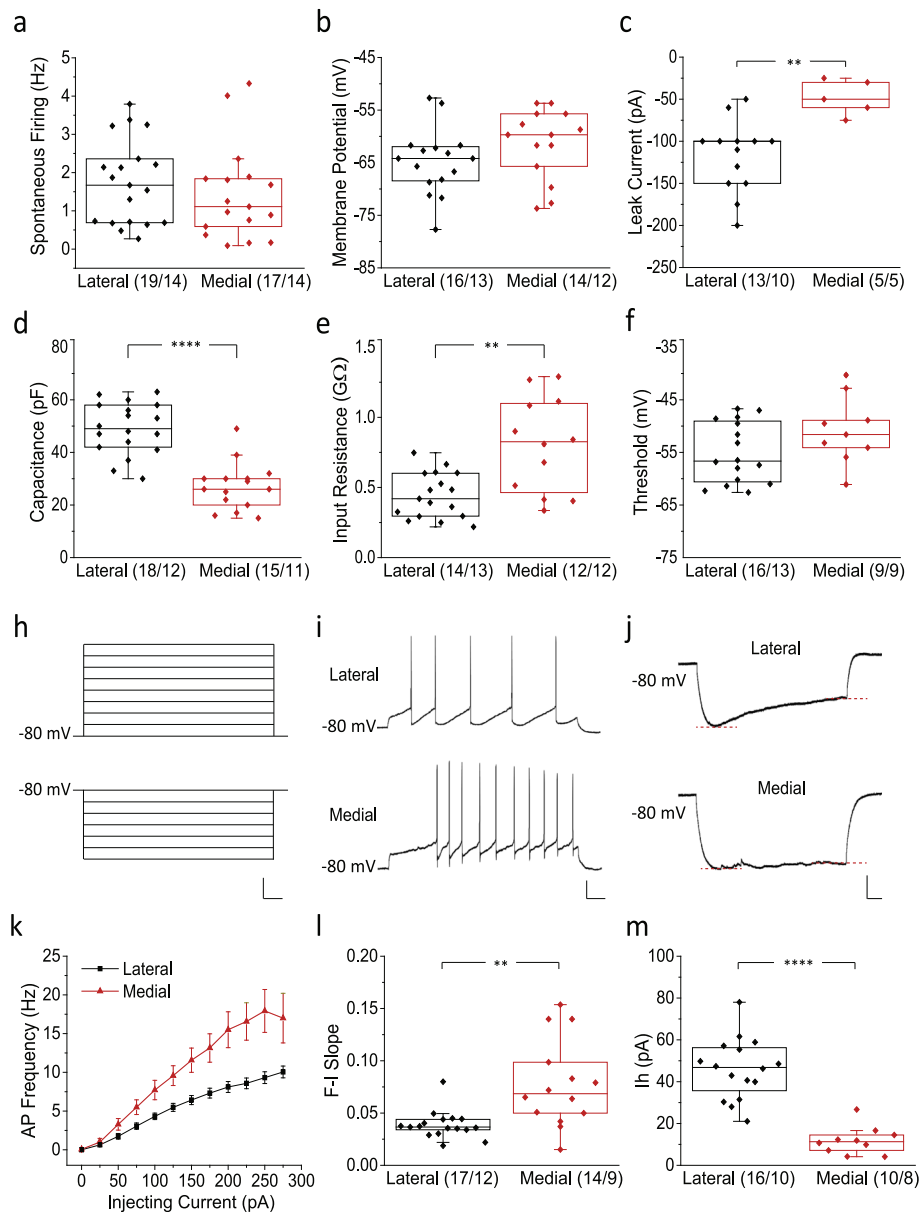 a
Spontaneous Firing (Hz)
5
4
3
2
1
0
Lateral (19/14)
Medial (17/14)
b
Membrane Potential (mV)
-45
-55
-65
-75
-85
Lateral (16/13)
Medial (14/12)
c
Leak Current (pA)
0
-50
-100
-150
-200
-250
**
Lateral (13/10)
Medial (5/5)
d
Capacitance (pF)
80
60
40
20
0
****
Lateral (18/12)
Medial (15/11)
e
Input Resistance (GΩ)
1.5
1.0
0.5
0.0
**
Lateral (14/13)
Medial (12/12)
f
Threshold (mV)
-35
-45
-55
-65
-75
Lateral (16/13)
Medial (9/9)
h
-80 mV
-80 mV
i
Lateral
-80 mV
Medial
-80 mV
j
Lateral
-80 mV
Medial
-80 mV
k
AP Frequency (Hz)
25
20
15
10
5
0
Lateral
Medial
0 50 100 150 200 250 300
Injecting Current (pA)
l
F-I Slope
0.20
0.15
0.10
0.05
0.00
**
Lateral (17/12)
Medial (14/9)
m
Ih (pA)
100
80
60
40
20
0
****
Lateral (16/10)
Medial (10/8)